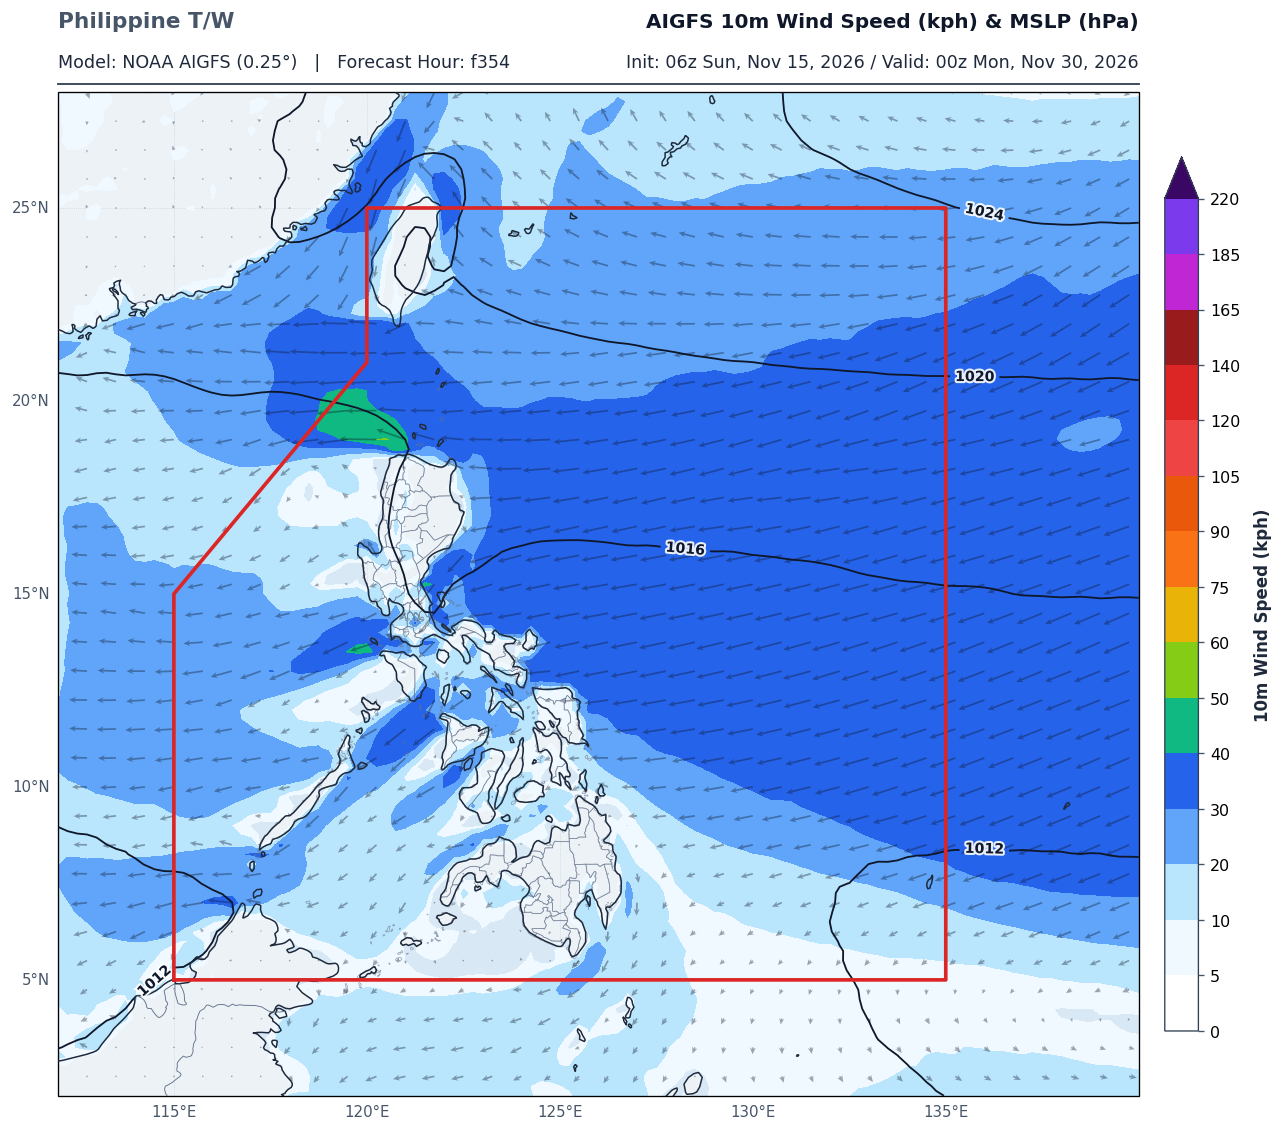 Philippine T/W
AIGFS 10m Wind Speed (kph) & MSLP (hPa)
Model: NOAA AIGFS (0.25°)   |   Forecast Hour: f354
Init: 06z Sun, Nov 15, 2026 / Valid: 00z Mon, Nov 30, 2026
25°N
20°N
15°N
10°N
5°N
115°E
120°E
125°E
130°E
135°E
1024
1020
1016
1012
1012
220
185
165
140
120
105
90
75
60
50
40
30
20
10
5
0
10m Wind Speed (kph)